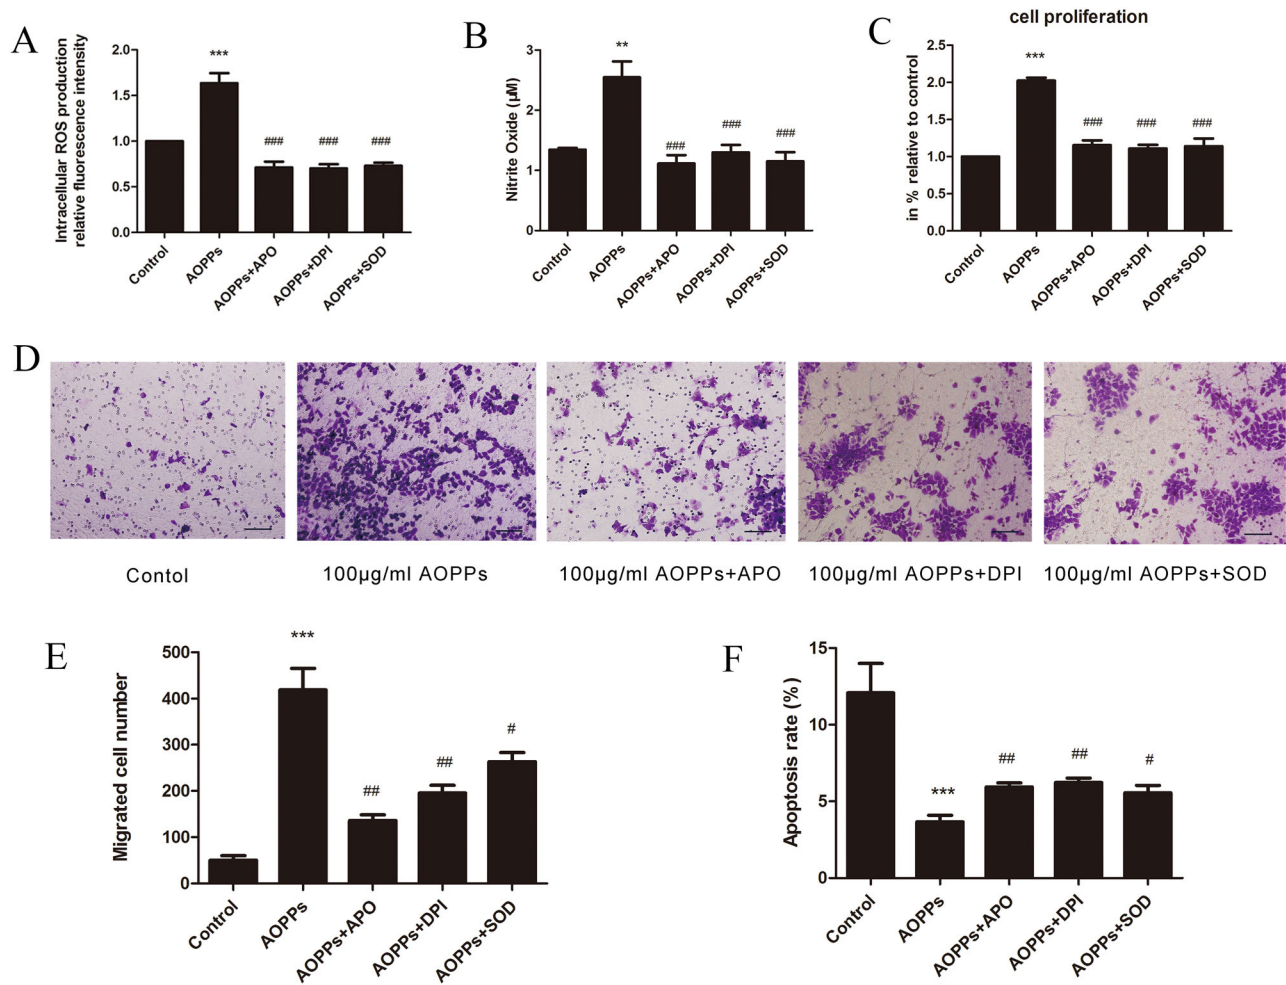 A
Intracellular ROS production
relative fluorescence intensity
2.0
1.5
1.0
0.5
0.0
***
###
###
###
Control
AOPPs
AOPPs+APO
AOPPs+DPI
AOPPs+SOD
B
Nitrite Oxide (μM)
3
2
1
0
**
###
###
###
Control
AOPPs
AOPPs+APO
AOPPs+DPI
AOPPs+SOD
C
cell proliferation
in % relative to control
2.5
2.0
1.5
1.0
0.5
0.0
***
###
###
###
Control
AOPPs
AOPPs+APO
AOPPs+DPI
AOPPs+SOD
D
Contol
100μg/ml AOPPs
100μg/ml AOPPs+APO
100μg/ml AOPPs+DPI
100μg/ml AOPPs+SOD
E
Migrated cell number
500
400
300
200
100
0
***
##
##
#
Control
AOPPs
AOPPs+APO
AOPPs+DPI
AOPPs+SOD
F
Apoptosis rate (%)
15
10
5
0
***
##
##
#
Control
AOPPs
AOPPs+APO
AOPPs+DPI
AOPPs+SOD